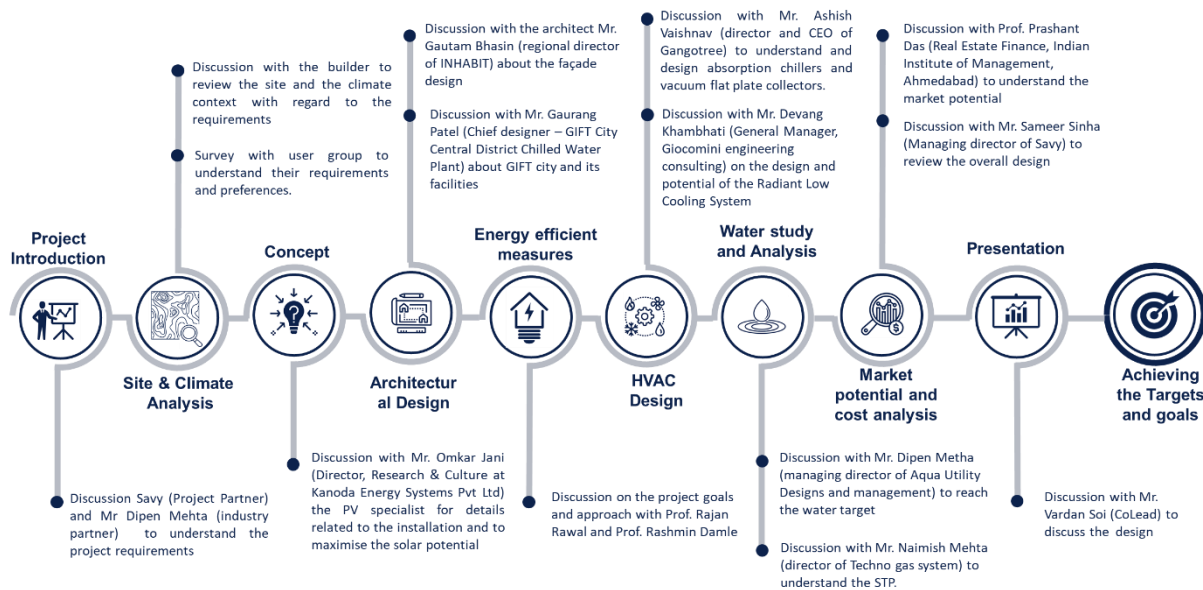 Discussion with the builder to
review the site and the climate
context with regard to the
requirements
Survey with user group to
understand their requirements
and preferences.
Discussion with the architect Mr.
Gautam Bhasin (regional director
of INHABIT) about the façade
design
Discussion with Mr. Gaurang
Patel (Chief designer – GIFT City
Central District Chilled Water
Plant) about GIFT city and its
facilities
Discussion with Mr. Ashish
Vaishnav (director and CEO of
Gangotree) to understand and
design absorption chillers and
vacuum flat plate collectors.
Discussion with Mr. Devang
Khambhati (General Manager,
Giocomini engineering
consulting) on the design and
potential of the Radiant Low
Cooling System
Discussion with Prof. Prashant
Das (Real Estate Finance, Indian
Institute of Management,
Ahmedabad) to understand the
market potential
Discussion with Mr. Sameer Sinha
(Managing director of Savy) to
review the overall design
Project
Introduction
Site & Climate
Analysis
Concept
Architectur
al Design
Energy efficient
measures
HVAC
Design
Water study
and Analysis
Market
potential and
cost analysis
Presentation
Achieving
the Targets
and goals
Discussion Savy (Project Partner)
and Mr Dipen Mehta (industry
partner) to understand the
project requirements
Discussion with Mr. Omkar Jani
(Director, Research & Culture at
Kanoda Energy Systems Pvt Ltd)
the PV specialist for details
related to the installation and to
maximise the solar potential
Discussion on the project goals
and approach with Prof. Rajan
Rawal and Prof. Rashmin Damle
Discussion with Mr. Dipen Metha
(managing director of Aqua Utility
Designs and management) to reach
the water target
Discussion with Mr. Naimish Mehta
(director of Techno gas system) to
understand the STP.
Discussion with Mr.
Vardan Soi (CoLead) to
discuss the design